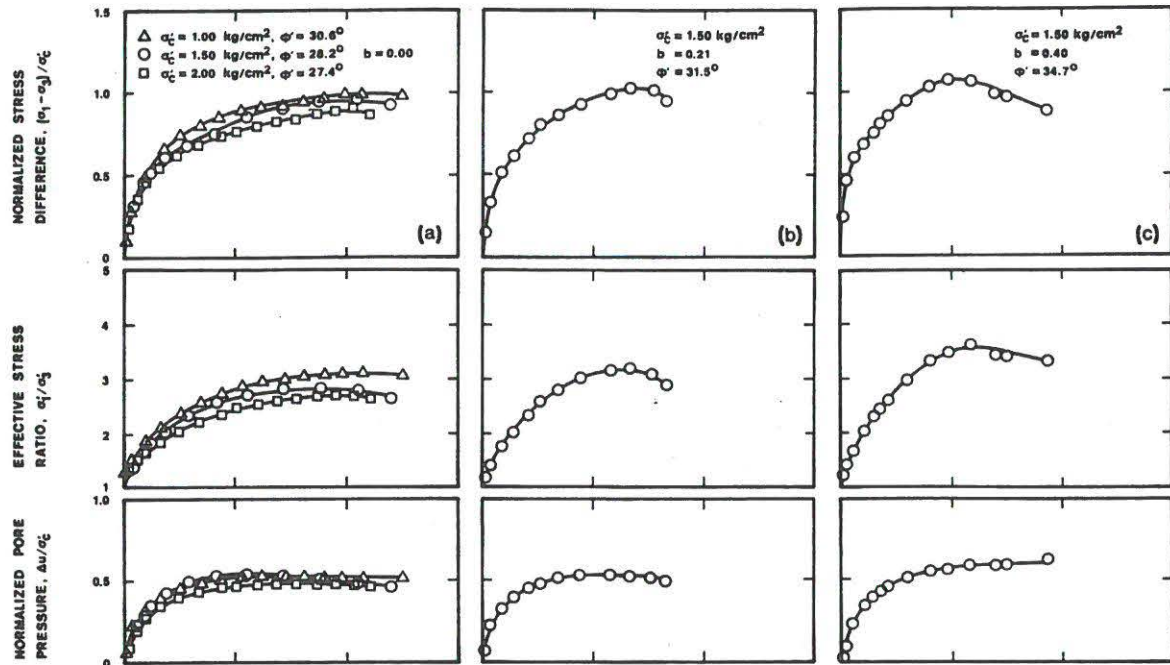 NORMALIZED STRESS
DIFFERENCE, (σ₁-σ₃)/σ'c
1.5
1.0
0.5
0
△ σ'c = 1.00 kg/cm², φ' = 30.6°
○ σ'c = 1.50 kg/cm², φ' = 28.2° b = 0.00
□ σ'c = 2.00 kg/cm², φ' = 27.4°
(a)
σ'c = 1.50 kg/cm²
b = 0.21
φ' = 31.5°
(b)
σ'c = 1.50 kg/cm²
b = 0.40
φ' = 34.7°
(c)
EFFECTIVE STRESS
RATIO, σ'₁/σ'₃
5
4
3
2
1
NORMALIZED PORE
PRESSURE, Δu/σ'c
1.0
0.5
0